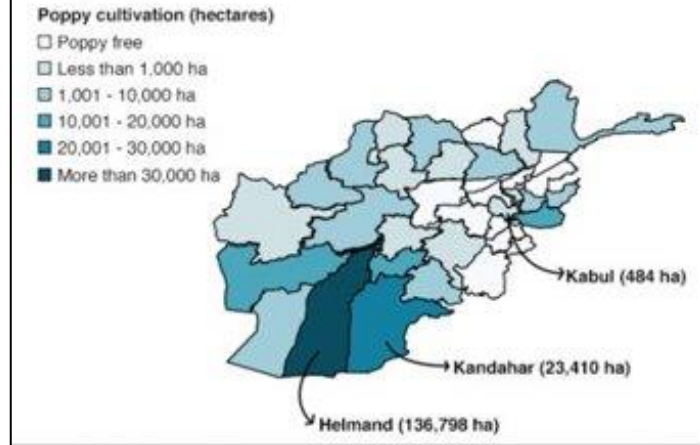 Poppy cultivation (hectares)
Poppy free
Less than 1,000 ha
1,001 - 10,000 ha
10,001 - 20,000 ha
20,001 - 30,000 ha
More than 30,000 ha
Kabul (484 ha)
Kandahar (23,410 ha)
Helmand (136,798 ha)